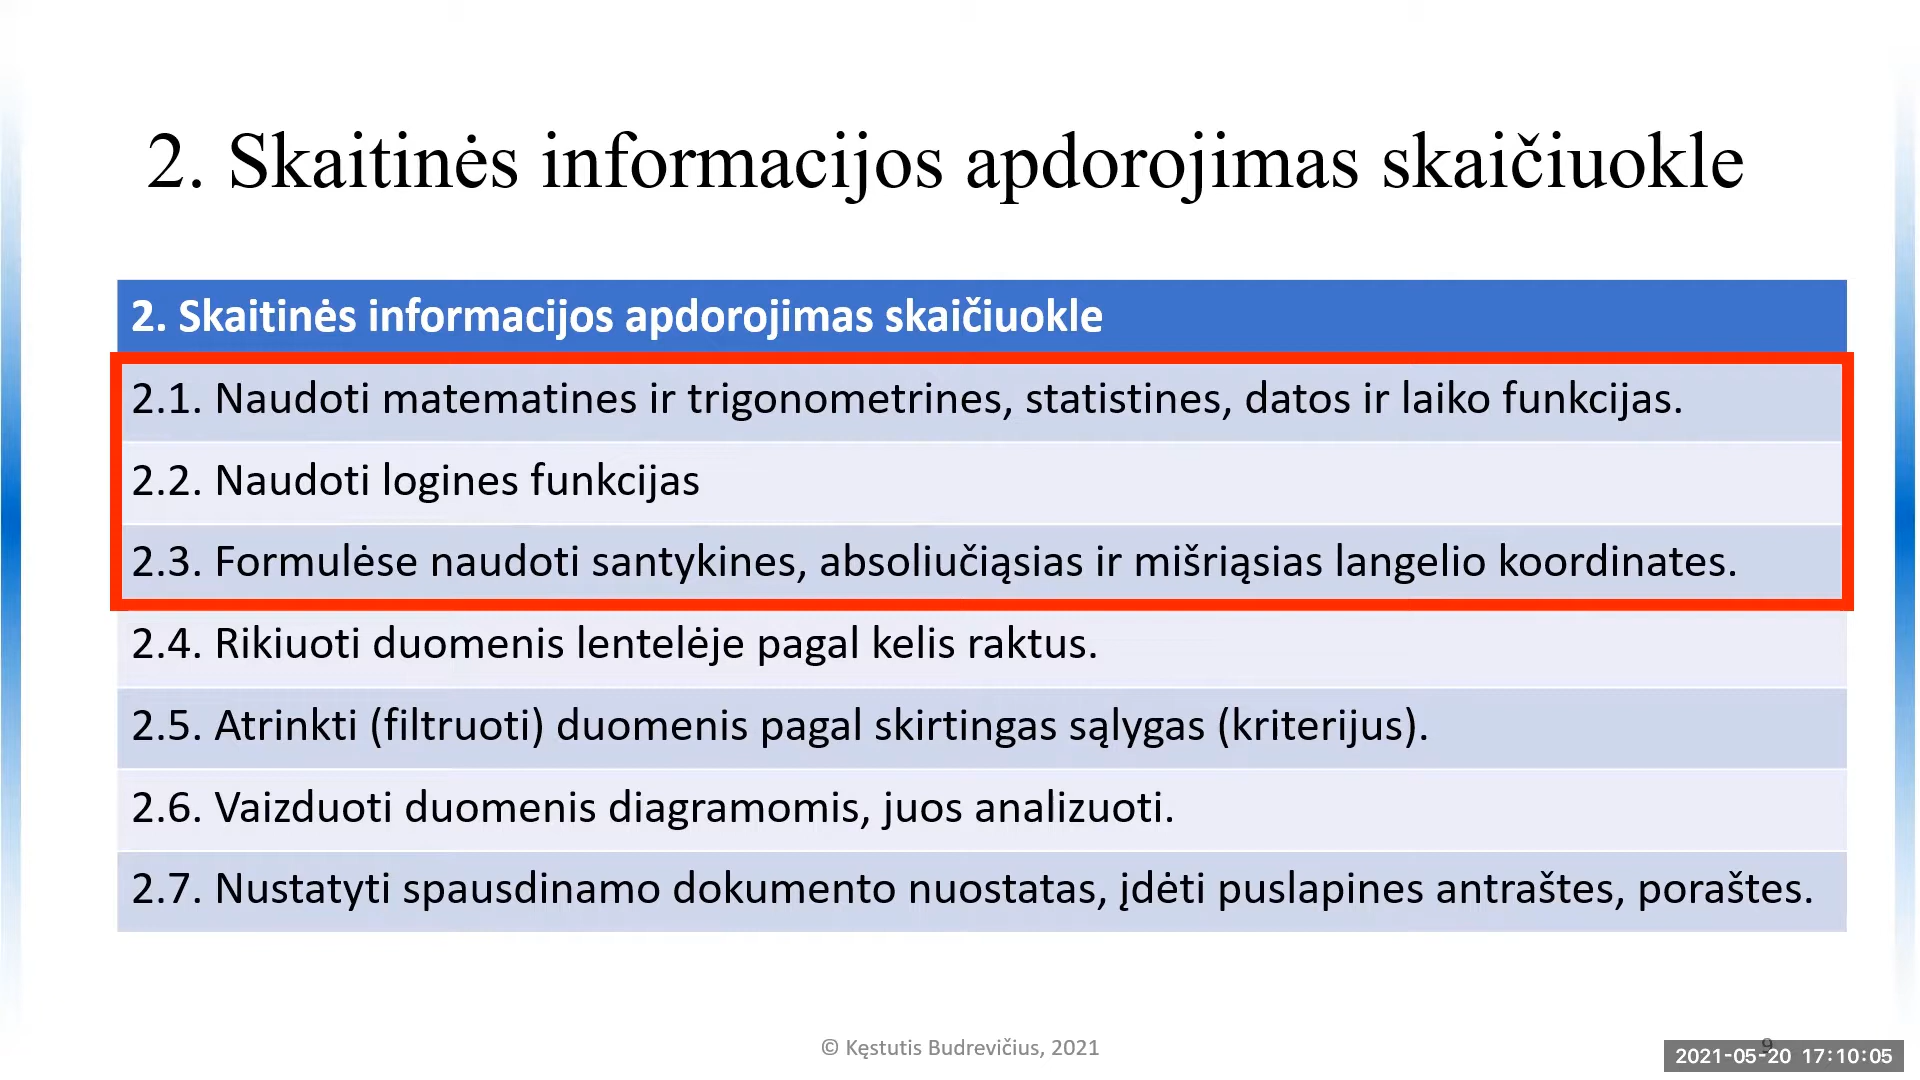 2. Skaitinės informacijos apdorojimas skaičiuokle
2. Skaitinės informacijos apdorojimas skaičiuokle
2.1. Naudoti matematines ir trigonometrines, statistines, datos ir laiko funkcijas.
2.2. Naudoti logines funkcijas
2.3. Formulėse naudoti santykines, absoliučiąsias ir mišriąsias langelio koordinates.
2.4. Rikiuoti duomenis lentelėje pagal kelis raktus.
2.5. Atrinkti (filtruoti) duomenis pagal skirtingas sąlygas (kriterijus).
2.6. Vaizduoti duomenis diagramomis, juos analizuoti.
2.7. Nustatyti spausdinamo dokumento nuostatas, įdėti puslapines antraštes, poraštes.
© Kęstutis Budrevičius, 2021
9
2021-05-20 17:10:05